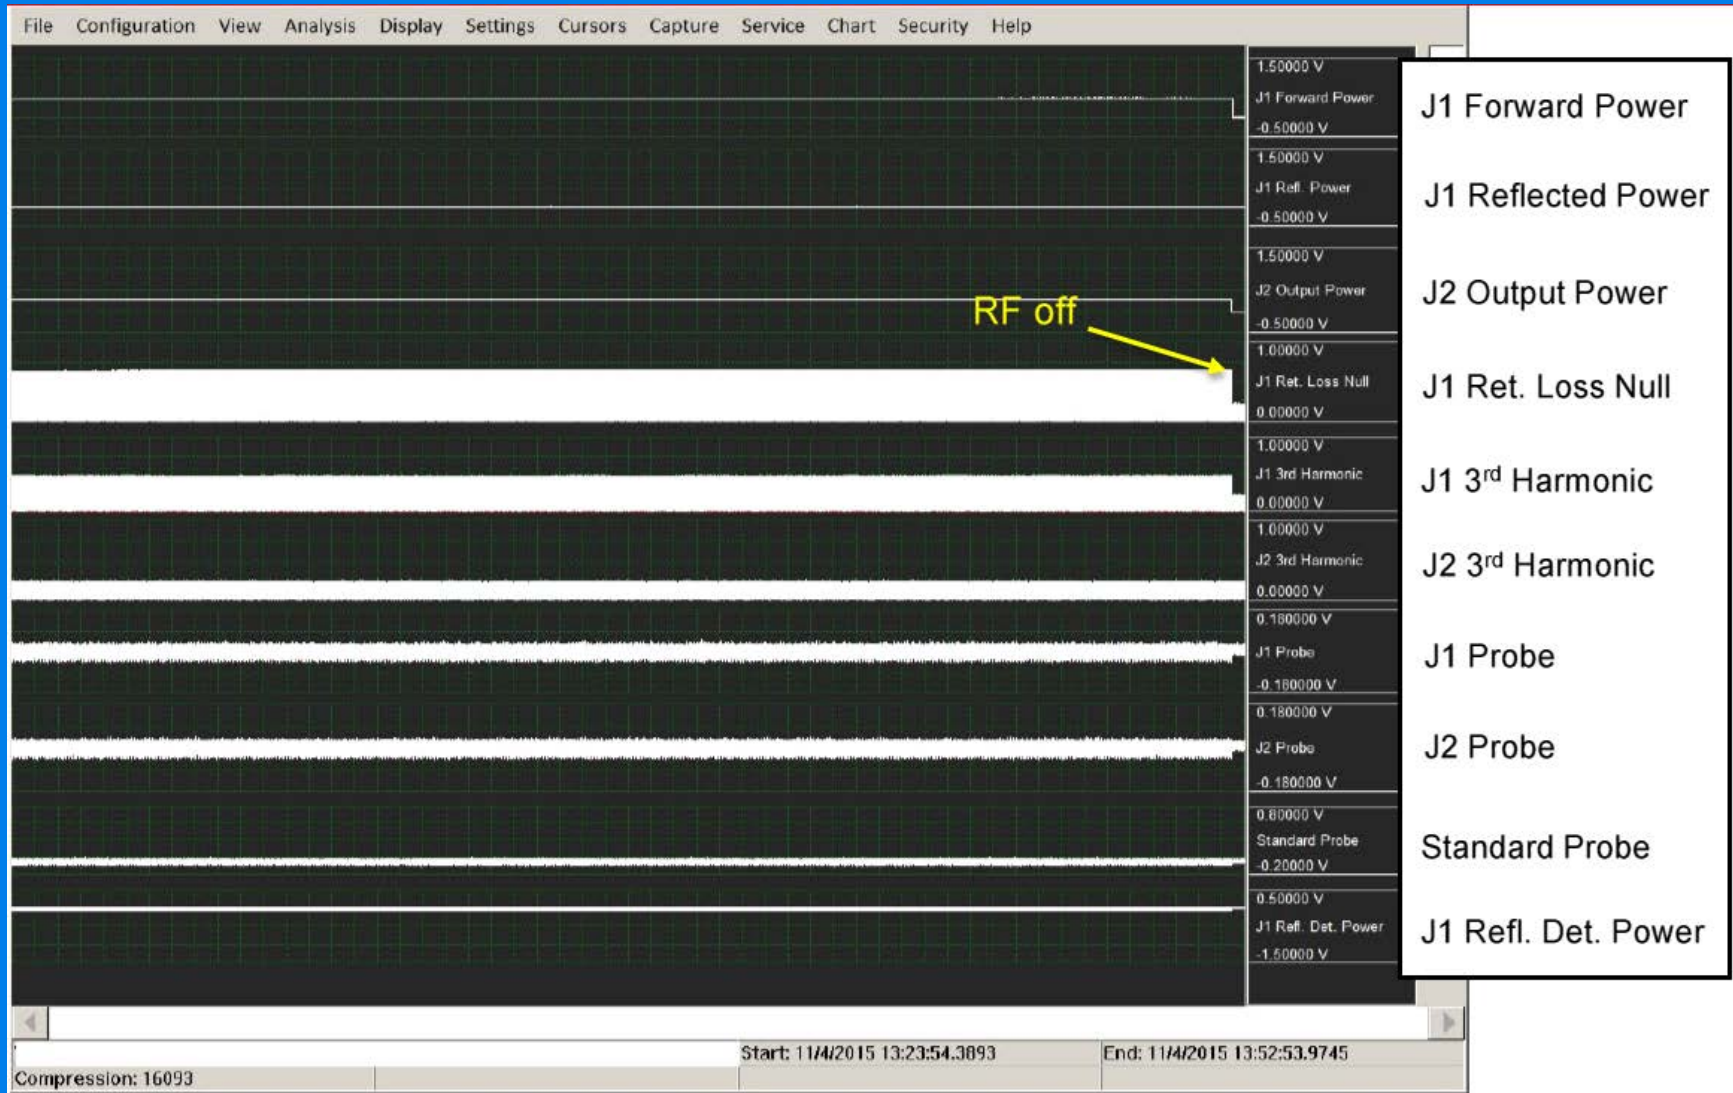 File Configuration View Analysis Display Settings Cursors Capture Service Chart Security Help
1.50000 V
J1 Forward Power
-0.50000 V
1.50000 V
J1 Refl. Power
-0.50000 V
1.50000 V
J2 Output Power
-0.50000 V
RF off
1.00000 V
J1 Ret. Loss Null
0.00000 V
1.00000 V
J1 3rd Harmonic
0.00000 V
1.00000 V
J2 3rd Harmonic
0.00000 V
0.180000 V
J1 Probe
-0.180000 V
0.180000 V
J2 Probe
-0.180000 V
0.80000 V
Standard Probe
-0.20000 V
0.50000 V
J1 Refl. Det. Power
-1.50000 V
J1 Forward Power
J1 Reflected Power
J2 Output Power
J1 Ret. Loss Null
J1 3rd Harmonic
J2 3rd Harmonic
J1 Probe
J2 Probe
Standard Probe
J1 Refl. Det. Power
Start: 11/4/2015 13:23:54.3893 End: 11/4/2015 13:52:53.9745
Compression: 16093